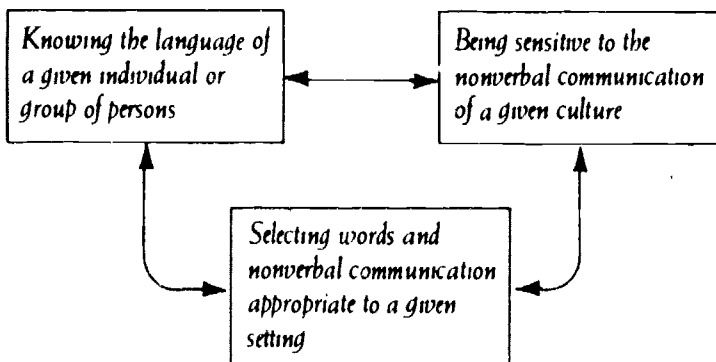 Knowing the language of
a given individual or
group of persons
Being sensitive to the
nonverbal communication
of a given culture
Selecting words and
nonverbal communication
appropriate to a given
setting